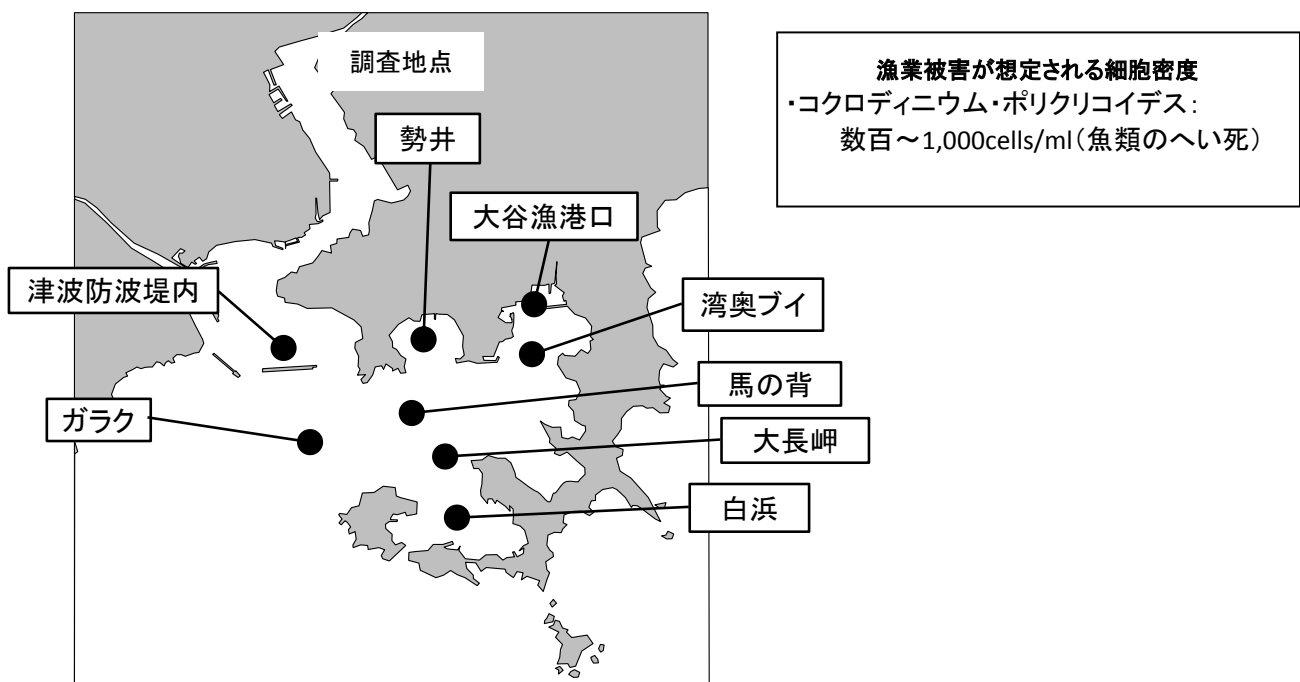 調査地点
勢井
大谷漁港口
津波防波堤内
湾奥ブイ
馬の背
ガラク
大長岬
白浜
漁業被害が想定される細胞密度
・コクロディニウム・ポリクリコイデス：
数百～1,000cells/ml（魚類のへい死）